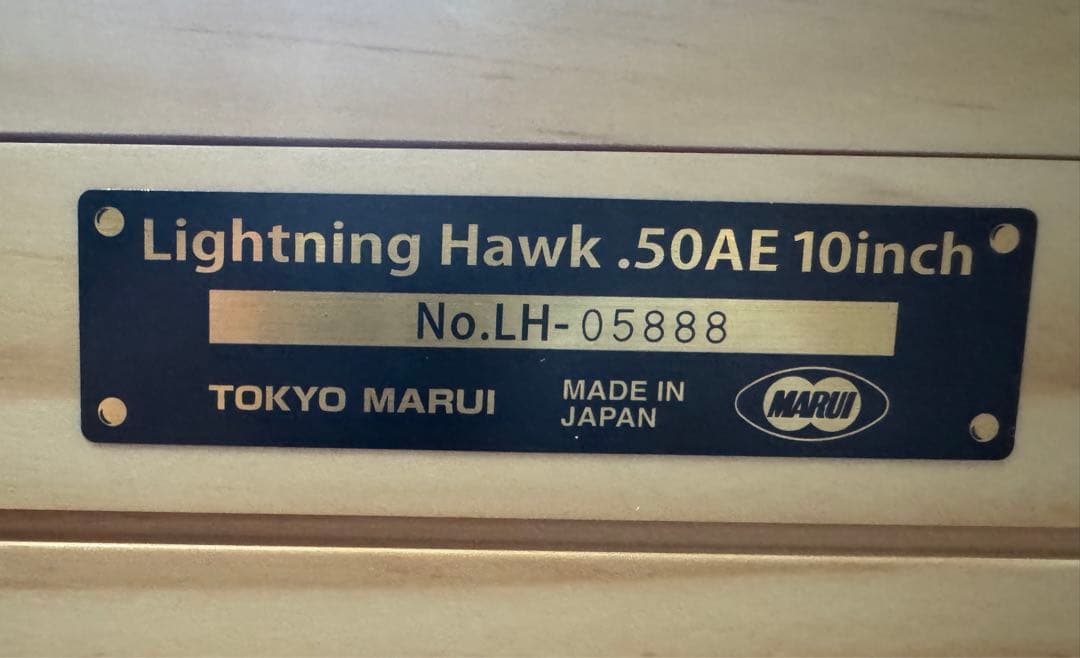 Lightning Hawk .50AE 10inch
No.LH-05888
TOKYO MARUI
MADE IN
JAPAN
MARUI